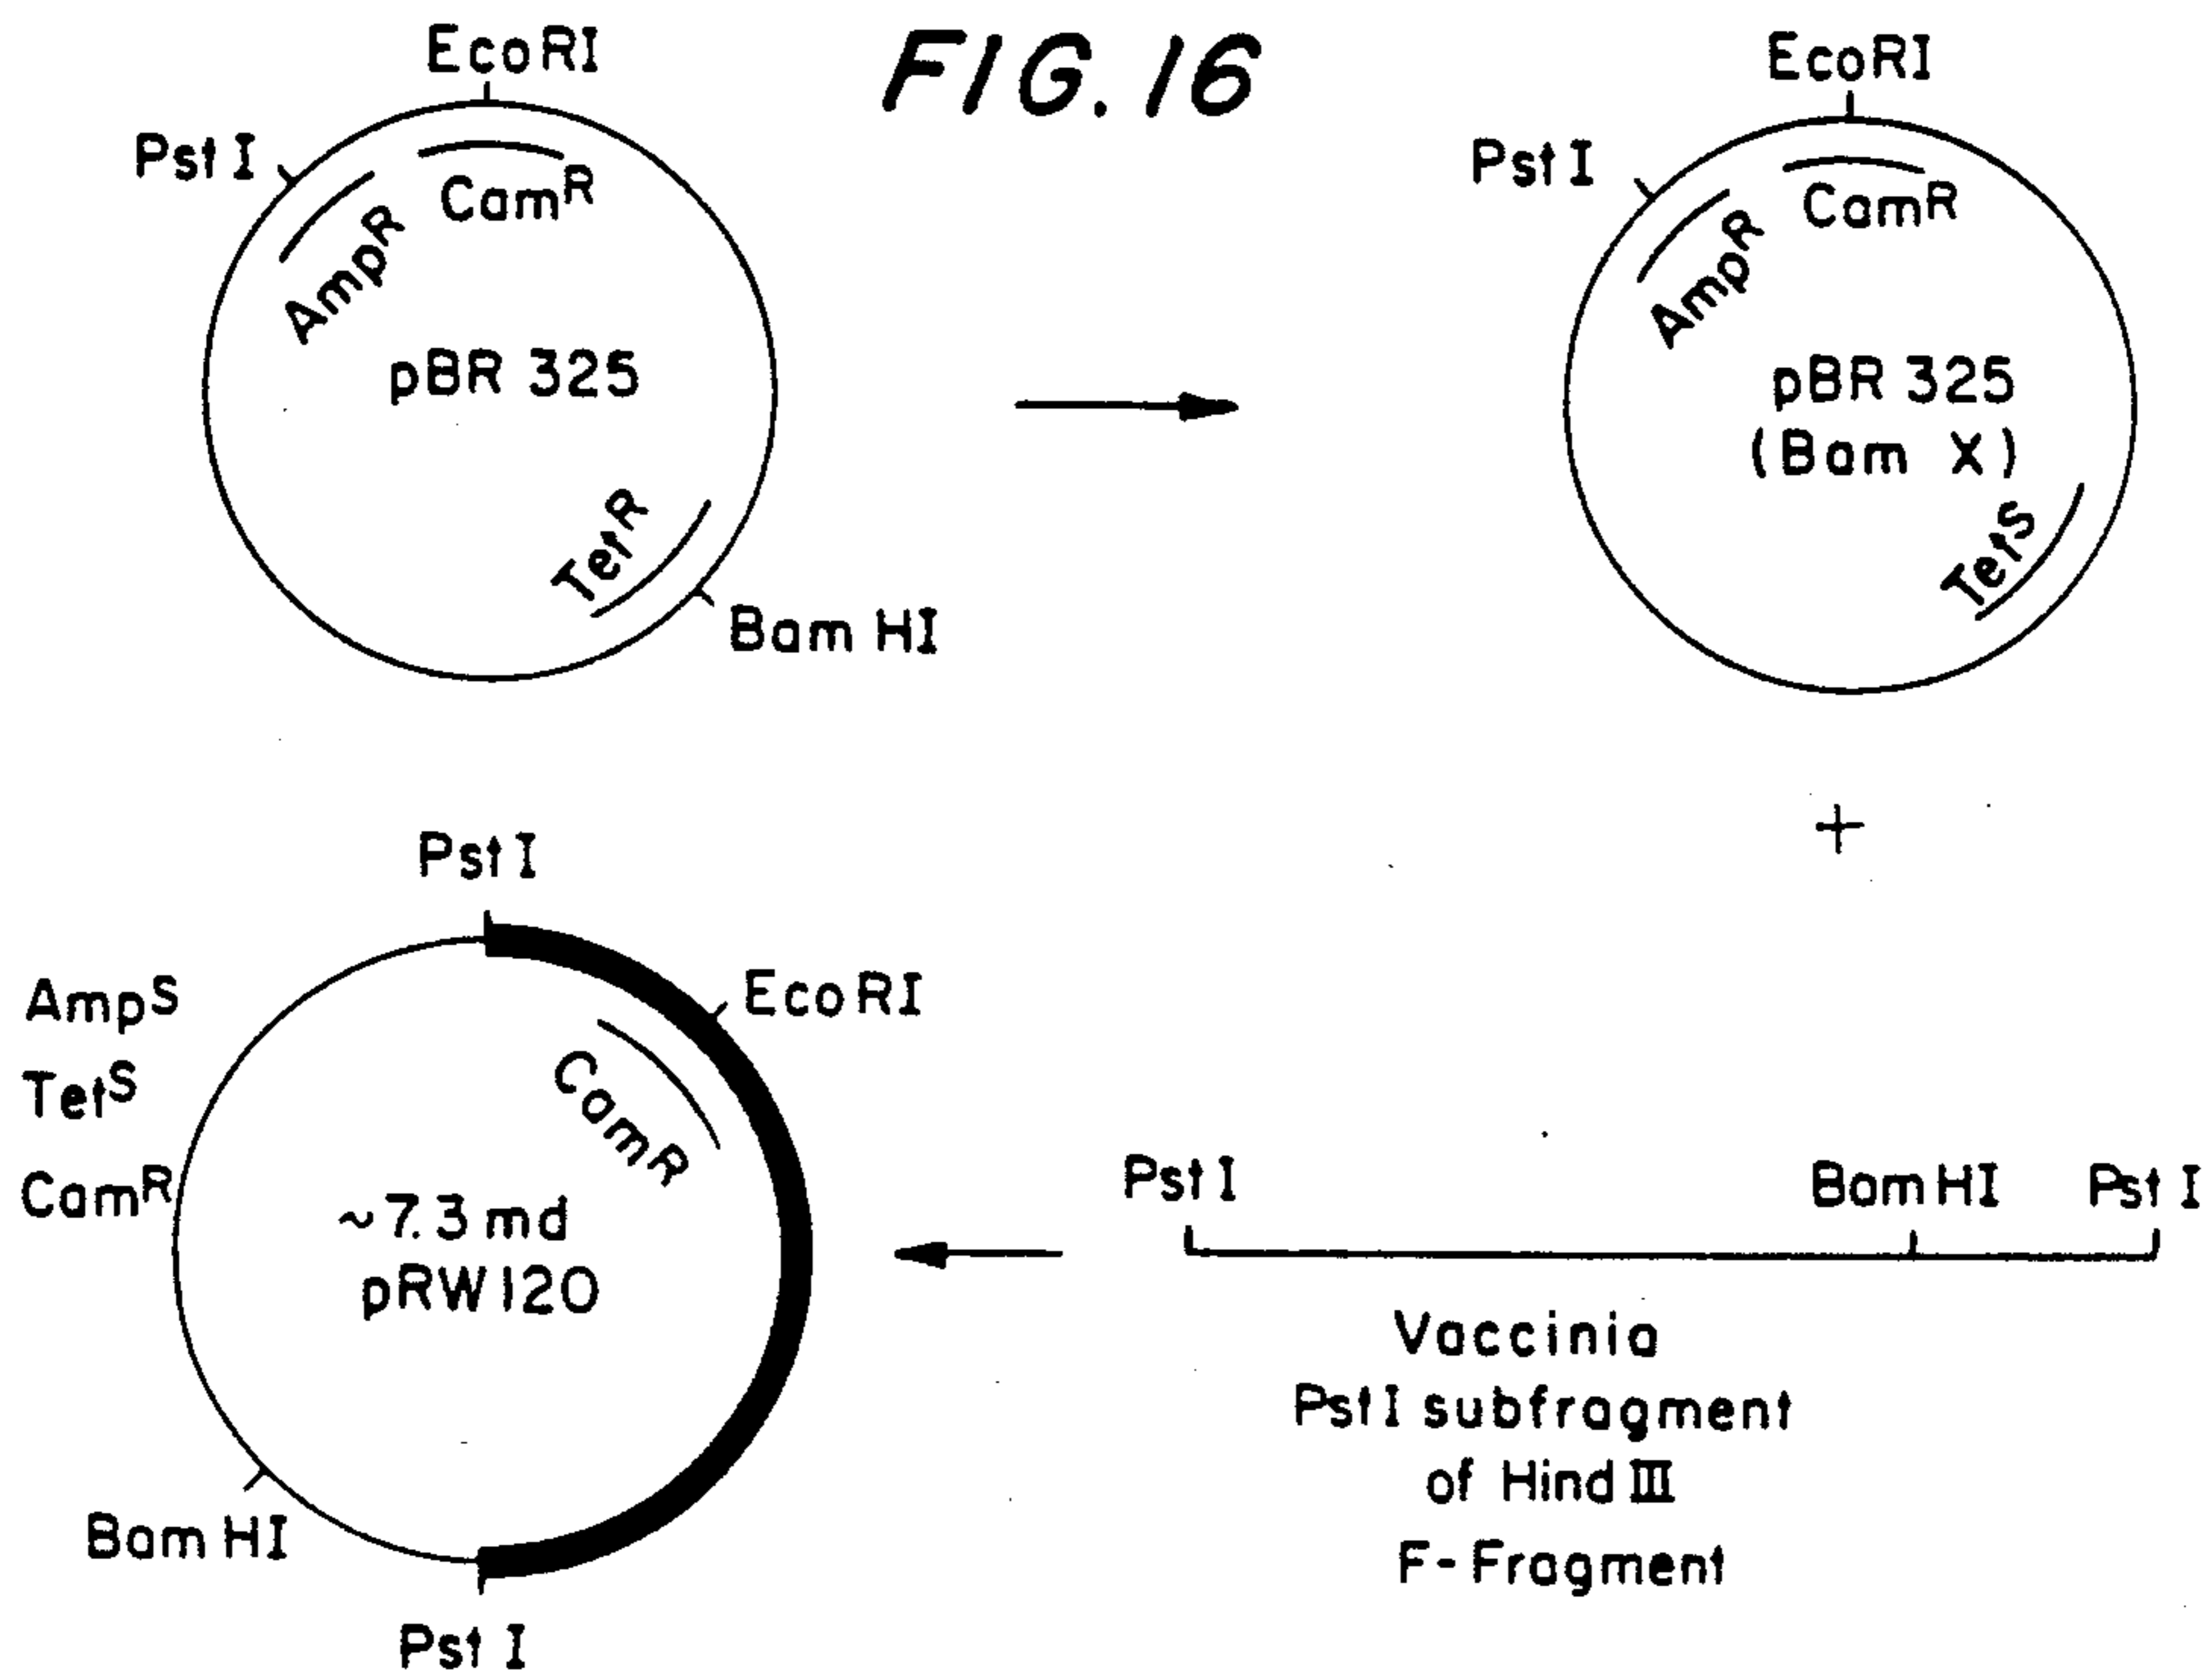 FIG. 16
EcoRI
PstI
AmpR
CamR
pBR 325
TetR
Bam HI
EcoRI
PstI
AmpR
CamR
pBR 325
(Bam X)
TetS
+
PstI
EcoRI
CamR
AmpS
TetS
CamR
~7.3 md
pRW120
Bam HI
Pst I
PstI
BamHI
Pst I
Vaccinia
PstI subfragment
of Hind III
F-Fragment